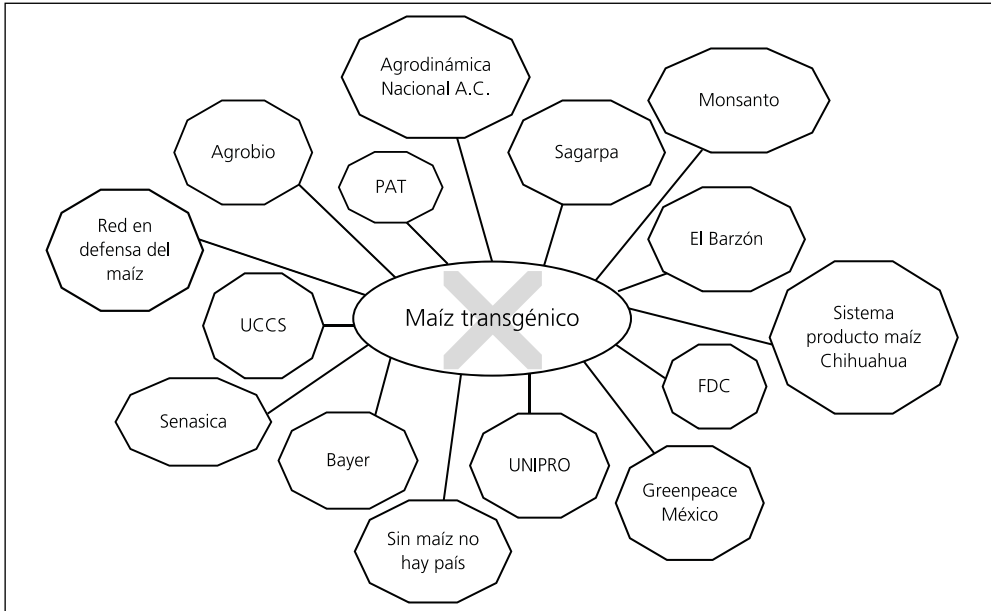 Agrodinámica
Nacional A.C.
Monsanto
Sagarpa
Agrobio
PAT
Red en
defensa del
maíz
El Barzón
UCCS
Maíz transgénico
Sistema
producto maíz
Chihuahua
FDC
Senasica
Bayer
UNIPRO
Greenpeace
México
Sin maíz no
hay país